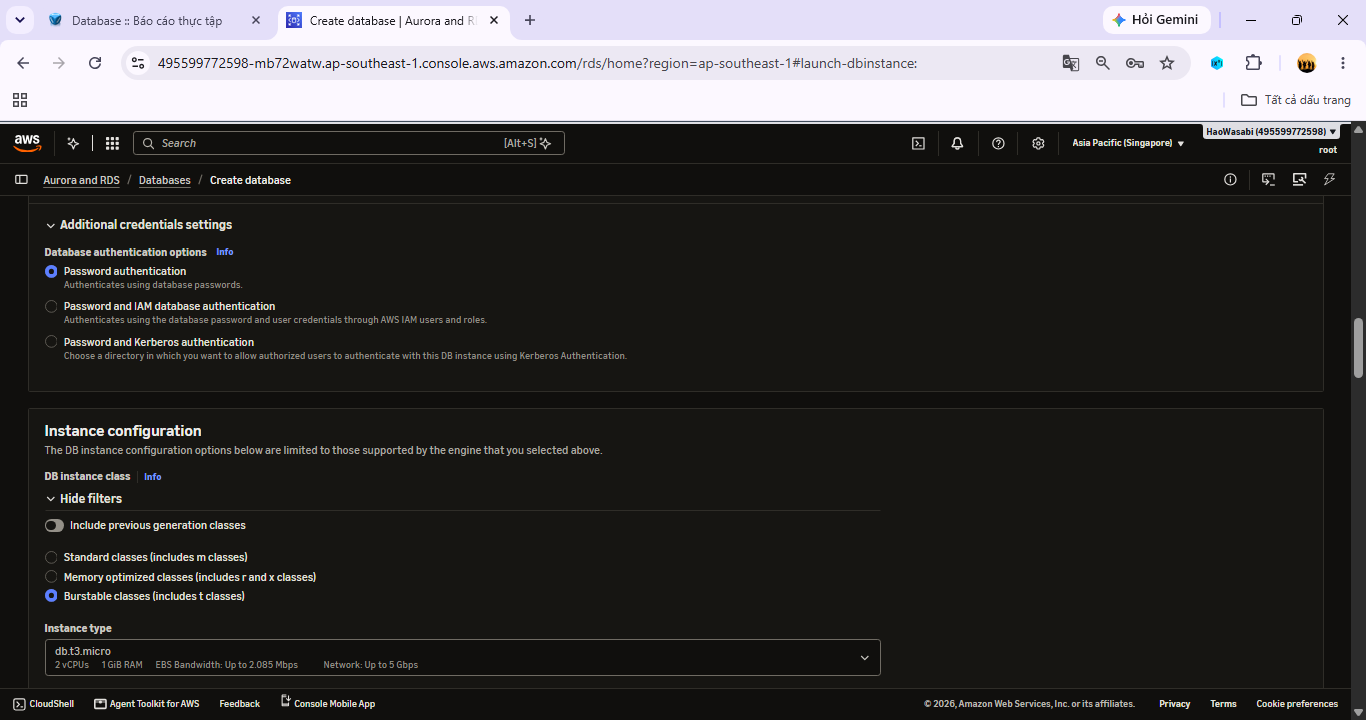 Database :: Báo cáo thực tập
Create database | Aurora and R
Hỏi Gemini
495599772598-mb72watw.ap-southeast-1.console.aws.amazon.com/rds/home?region=ap-southeast-1#launch-dbinstance:
Tất cả dấu trang
aws
Search
[Alt+S]
Asia Pacific (Singapore)
HaoWasabi (495599772598)
root
Aurora and RDS / Databases / Create database
Additional credentials settings
Database authentication options Info
Password authentication
Authenticates using database passwords.
Password and IAM database authentication
Authenticates using the database password and user credentials through AWS IAM users and roles.
Password and Kerberos authentication
Choose a directory in which you want to allow authorized users to authenticate with this DB instance using Kerberos Authentication.
Instance configuration
The DB instance configuration options below are limited to those supported by the engine that you selected above.
DB instance class Info
Hide filters
Include previous generation classes
Standard classes (includes m classes)
Memory optimized classes (includes r and x classes)
Burstable classes (includes t classes)
Instance type
db.t3.micro
2 vCPUs 1 GiB RAM EBS Bandwidth: Up to 2.085 Mbps Network: Up to 5 Gbps
CloudShell Agent Toolkit for AWS Feedback Console Mobile App © 2026, Amazon Web Services, Inc. or its affiliates. Privacy Terms Cookie preferences